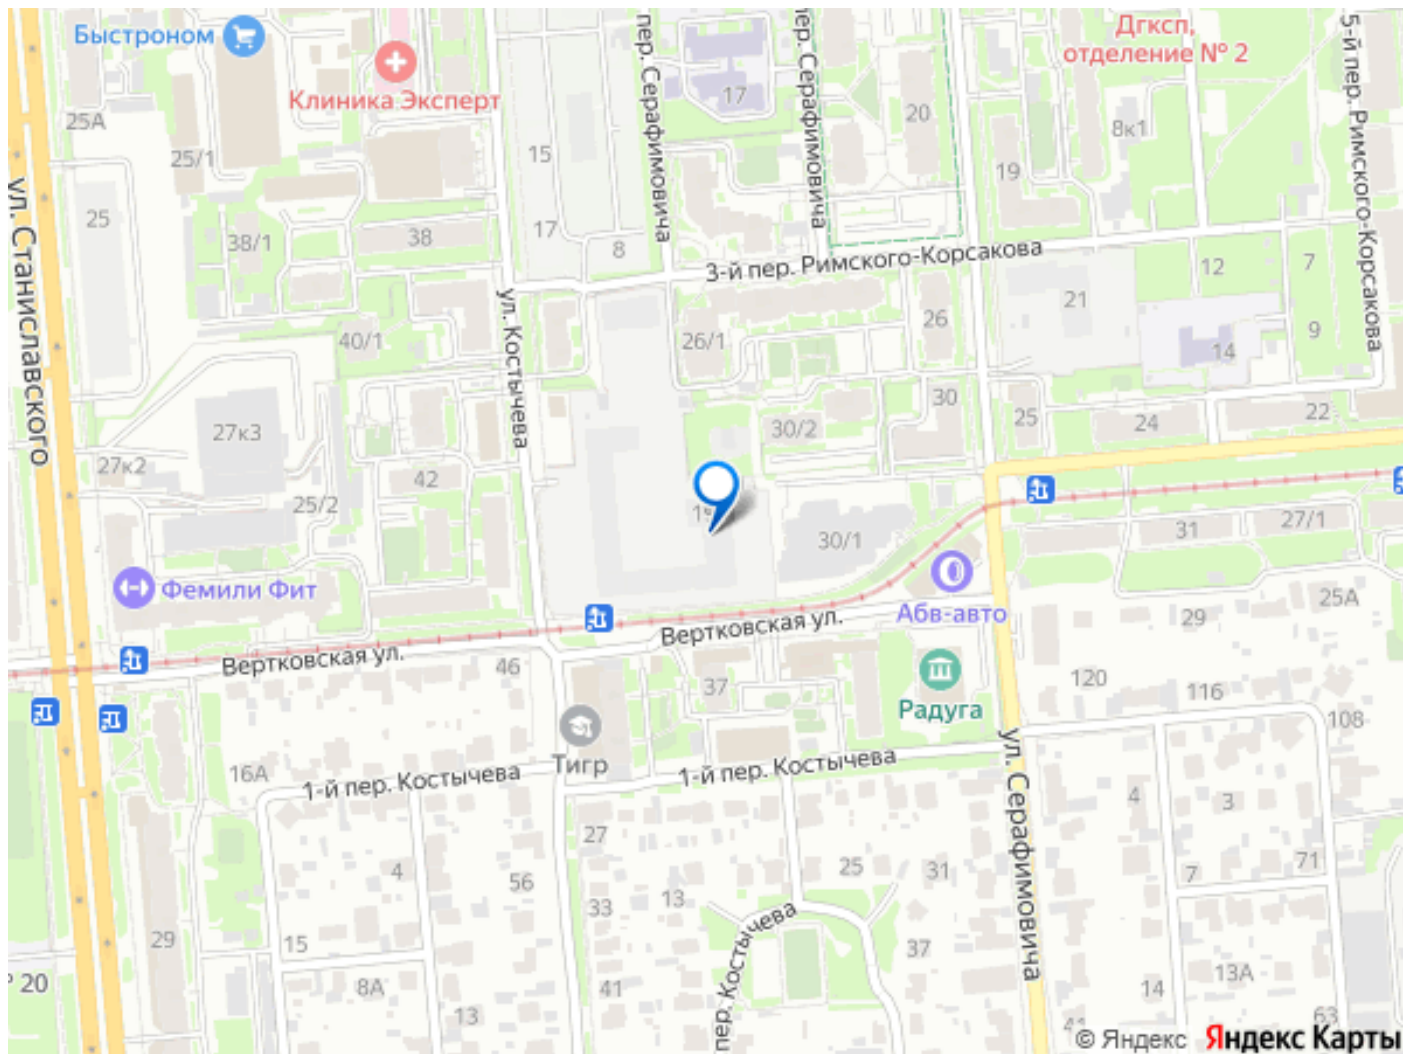 Быстроном
Клиника Эксперт
Дгксп,
отделение № 2
5-й пер. Римского-Корсакова
пер. Серафимовича
пер. Серафимовича
25А
25/1
15
17
20
8к1
19
17
25
38/1
38
8
3-й пер. Римского-Корсакова
12
7
ул. Станиславского
ул. Костычева
40/1
26/1
26
21
14
9
27к3
27к2
25/2
42
30/2
30
25
24
22
30/1
31
27/1
Фемили Фит
Абв-авто
29
25А
Вертковская ул.
Вертковская ул.
46
37
Радуга
120
116
108
Тигр
16А
1-й пер. Костычева
1-й пер. Костычева
ул. Серафимовича
27
4
3
4
56
13
25
31
7
71
33
пер. Костычева
29
15
37
20
8А
41
13
14
13А
63
© Яндекс Яндекс Карты